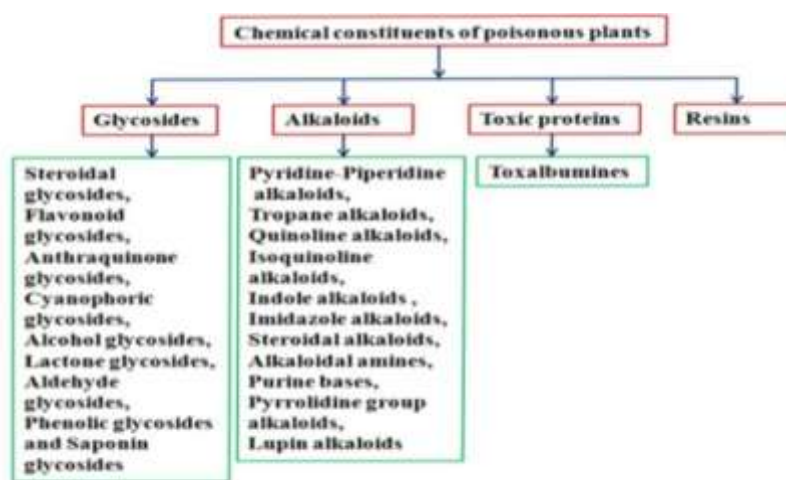 Chemical constituents of poisonous plants
Glycosides
Alkaloids
Toxic proteins
Resins
Steroidal
glycosides,
Flavonoid
glycosides,
Anthraquinone
glycosides,
Cyanophoric
glycosides,
Alcohol glycosides,
Lactone glycosides,
Aldehyde
glycosides,
Phenolic glycosides
and Saponin
glycosides
Pyridine-Piperidine
alkaloids,
Tropane alkaloids,
Quinoline alkaloids,
Isoquinoline
alkaloids,
Indole alkaloids ,
Imidazole alkaloids,
Steroidal alkaloids,
Alkaloidal amines,
Purine bases,
Pyrrolidine group
alkaloids,
Lupin alkaloids
Toxalbumines